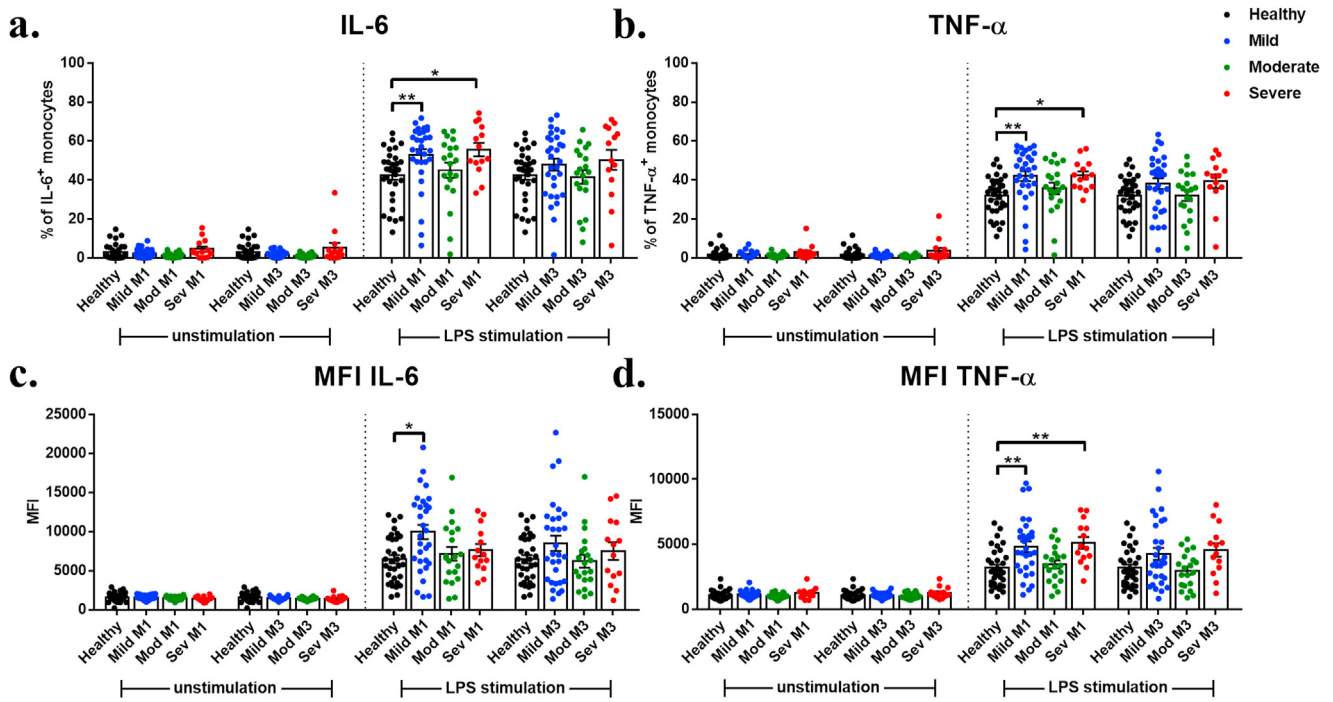 a.
IL-6
b.
TNF-α
Healthy
Mild
Moderate
Severe
% of IL-6+ monocytes
100
80
60
40
20
0
*
**
Healthy
Mild M1
Mod M1
Sev M1
Healthy
Mild M3
Mod M3
Sev M3
Healthy
Mild M1
Mod M1
Sev M1
Healthy
Mild M3
Mod M3
Sev M3
unstimulation
LPS stimulation
% of TNF-α+ monocytes
100
80
60
40
20
0
*
**
Healthy
Mild M1
Mod M1
Sev M1
Healthy
Mild M3
Mod M3
Sev M3
Healthy
Mild M1
Mod M1
Sev M1
Healthy
Mild M3
Mod M3
Sev M3
unstimulation
LPS stimulation
c.
MFI IL-6
d.
MFI TNF-α
MFI
25000
20000
15000
10000
5000
0
*
Healthy
Mild M1
Mod M1
Sev M1
Healthy
Mild M3
Mod M3
Sev M3
Healthy
Mild M1
Mod M1
Sev M1
Healthy
Mild M3
Mod M3
Sev M3
unstimulation
LPS stimulation
MFI
15000
10000
5000
0
**
**
Healthy
Mild M1
Mod M1
Sev M1
Healthy
Mild M3
Mod M3
Sev M3
Healthy
Mild M1
Mod M1
Sev M1
Healthy
Mild M3
Mod M3
Sev M3
unstimulation
LPS stimulation